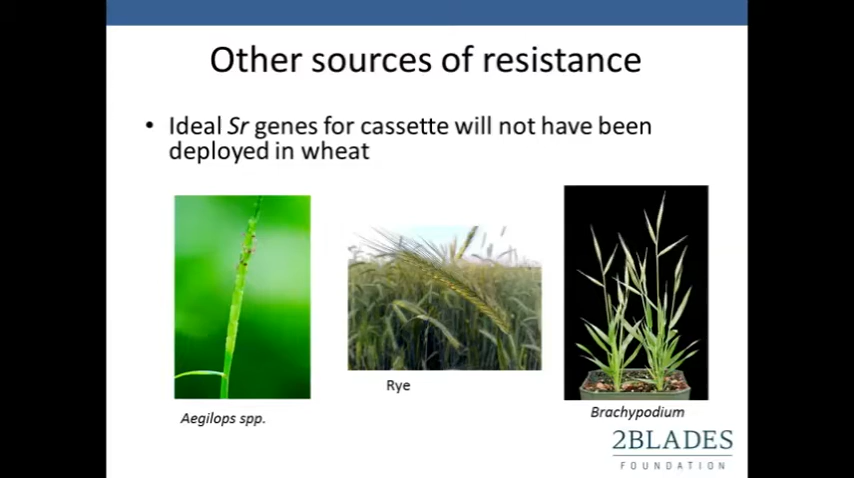 Other sources of resistance
• Ideal Sr genes for cassette will not have been
deployed in wheat
Aegilops spp.
Rye
Brachypodium
2BLADES
FOUNDATION